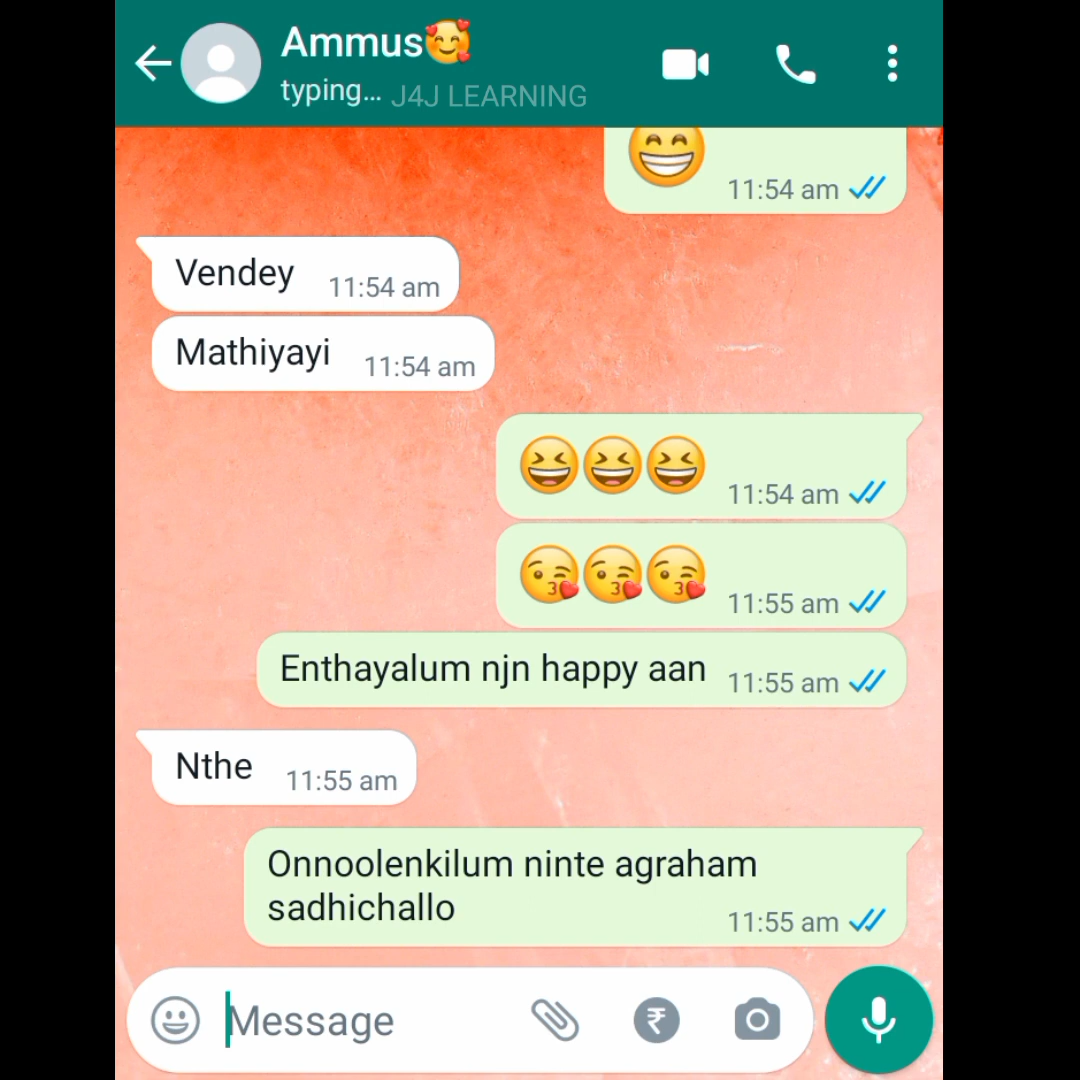 Ammus🥰
typing... J4J LEARNING
😁
11:54 am
Vendey 11:54 am
Mathiyayi 11:54 am
😆😆😆 11:54 am
😘😘😘 11:55 am
Enthayalum njn happy aan 11:55 am
Nthe 11:55 am
Onnoolenkilum ninte agraham
sadhichallo 11:55 am
Message